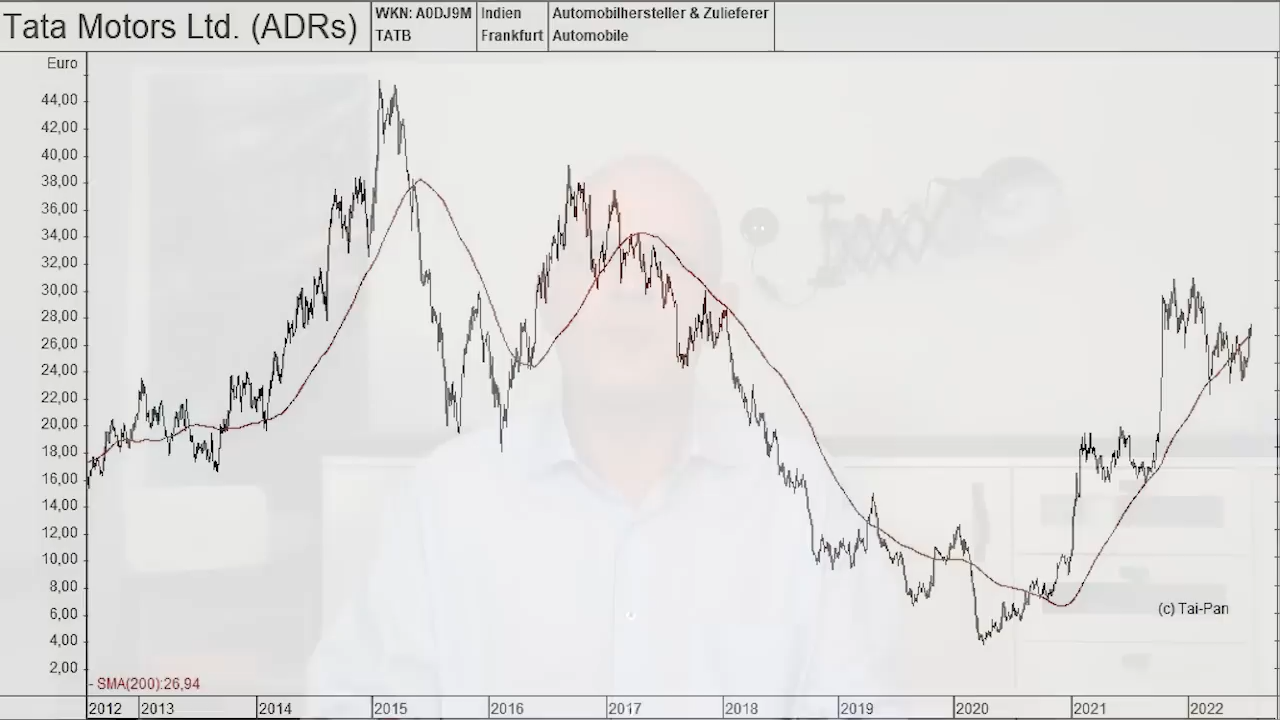 Tata Motors Ltd. (ADRs)
WKN: A0DJ9M
TATB
Indien
Frankfurt
Automobilhersteller & Zulieferer
Automobile
Euro
44,00
42,00
40,00
38,00
36,00
34,00
32,00
30,00
28,00
26,00
24,00
22,00
20,00
18,00
16,00
14,00
12,00
10,00
8,00
6,00
4,00
2,00
(c) Tai-Pan
- SMA(200):26,94
2012 2013 2014 2015 2016 2017 2018 2019 2020 2021 2022